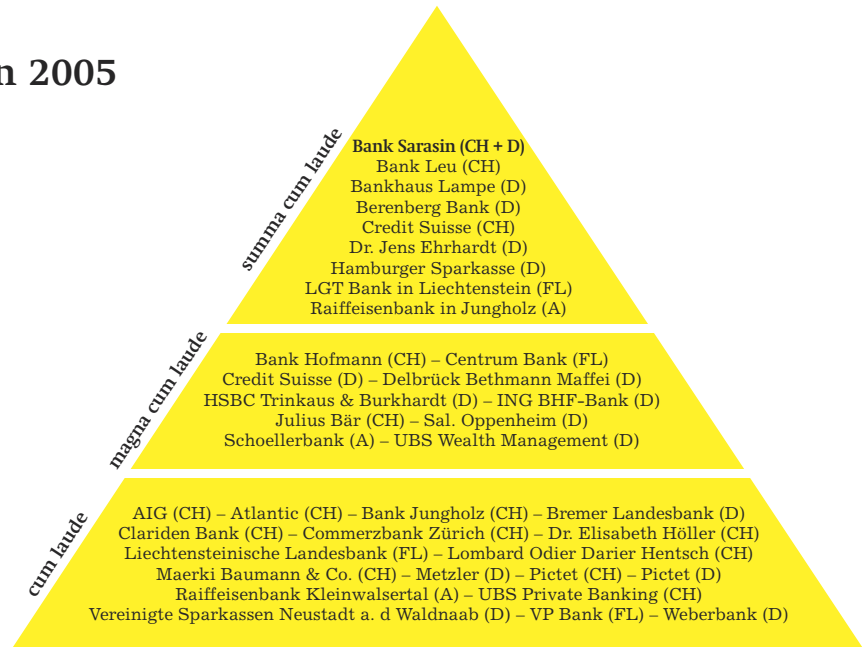 n 2005
summa cum laude
Bank Sarasin (CH + D)
Bank Leu (CH)
Bankhaus Lampe (D)
Berenberg Bank (D)
Credit Suisse (CH)
Dr. Jens Ehrhardt (D)
Hamburger Sparkasse (D)
LGT Bank in Liechtenstein (FL)
Raiffeisenbank in Jungholz (A)
magna cum laude
Bank Hofmann (CH) – Centrum Bank (FL)
Credit Suisse (D) – Delbrück Bethmann Maffei (D)
HSBC Trinkaus & Burkhardt (D) – ING BHF-Bank (D)
Julius Bär (CH) – Sal. Oppenheim (D)
Schoellerbank (A) – UBS Wealth Management (D)
cum laude
AIG (CH) – Atlantic (CH) – Bank Jungholz (CH) – Bremer Landesbank (D)
Clariden Bank (CH) – Commerzbank Zürich (CH) – Dr. Elisabeth Höller (CH)
Liechtensteinische Landesbank (FL) – Lombard Odier Darier Hentsch (CH)
Maerki Baumann & Co. (CH) – Metzler (D) – Pictet (CH) – Pictet (D)
Raiffeisenbank Kleinwalsertal (A) – UBS Private Banking (CH)
Vereinigte Sparkassen Neustadt a. d Waldnaab (D) – VP Bank (FL) – Weberbank (D)